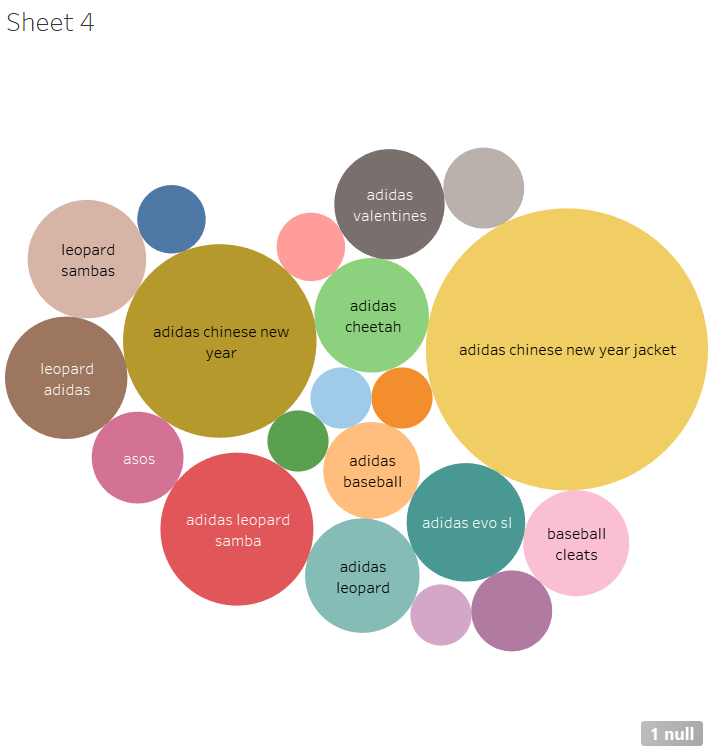 Sheet 4
adidas
valentines
leopard
sambas
adidas
cheetah
adidas chinese new
year
adidas chinese new year jacket
leopard
adidas
asos
adidas
baseball
adidas leopard
samba
adidas evo sl
baseball
cleats
adidas
leopard
1 null